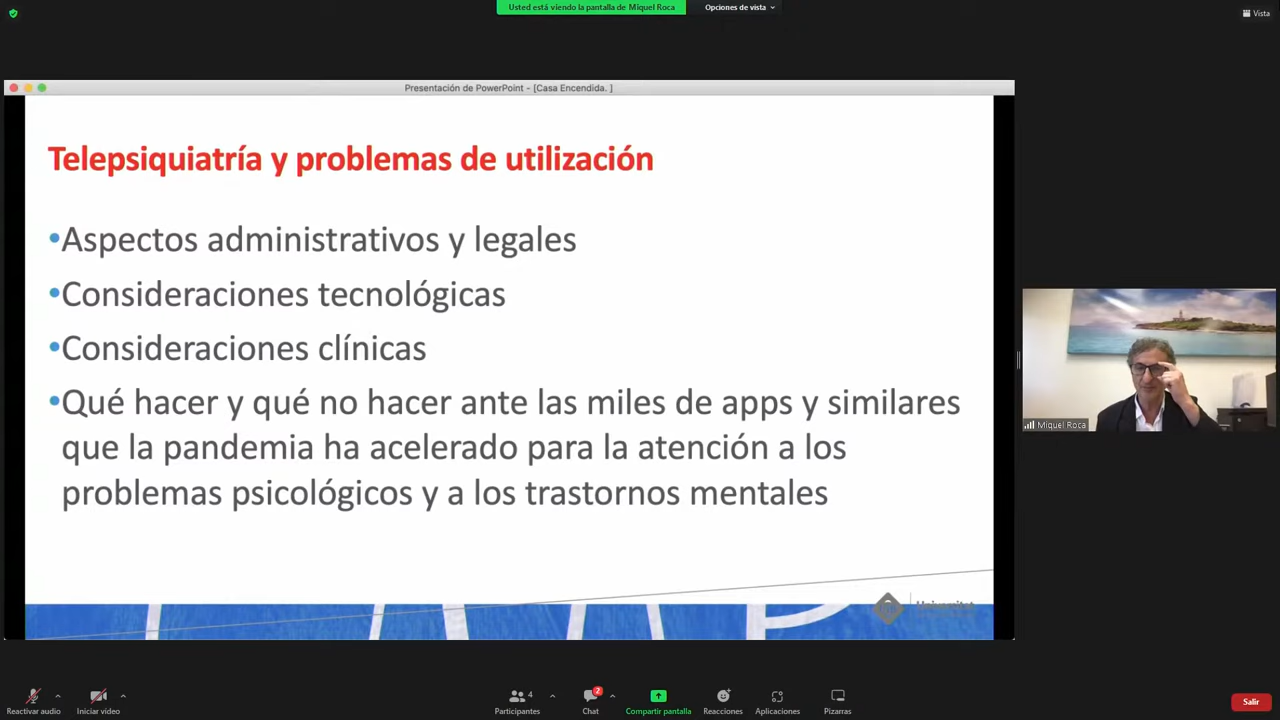 Usted está viendo la pantalla de Miquel Roca
Opciones de vista
Vista
Presentación de PowerPoint - [Casa Encendida. ]
Telepsiquiatría y problemas de utilización
•Aspectos administrativos y legales
•Consideraciones tecnológicas
•Consideraciones clínicas
•Qué hacer y qué no hacer ante las miles de apps y similares
que la pandemia ha acelerado para la atención a los
problemas psicológicos y a los trastornos mentales
Universitat
Miquel Roca
Reactivar audio
Iniciar video
4
Participantes
2
Chat
Compartir pantalla
Reacciones
Aplicaciones
Pizarras
Salir